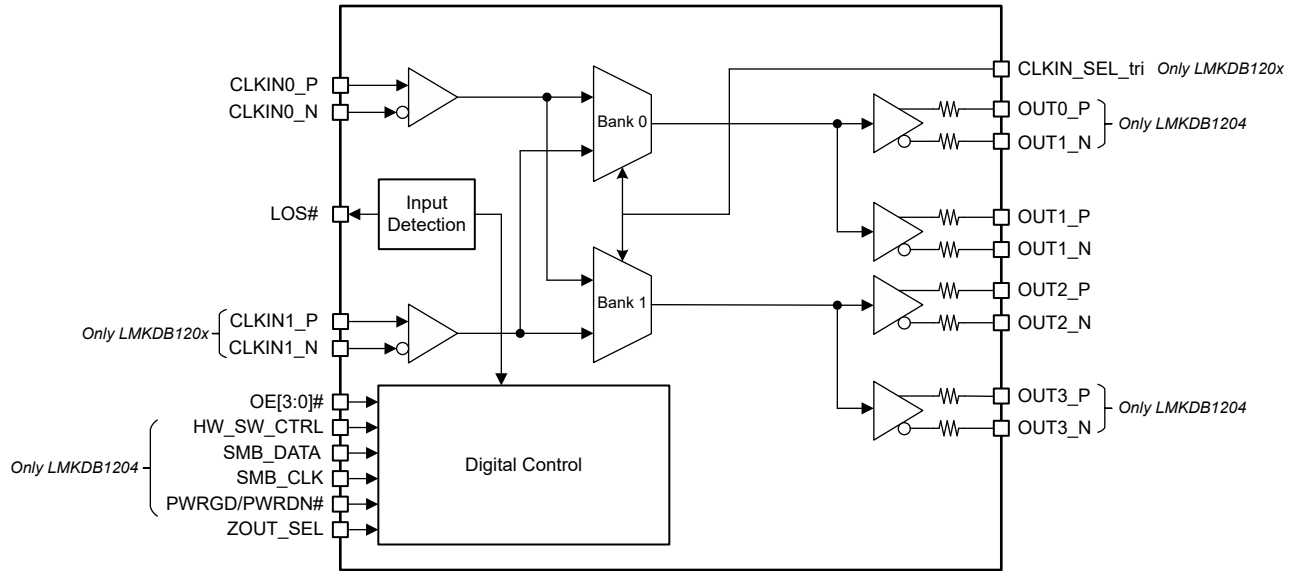 CLKIN0_P
CLKIN0_N
LOS#
Input
Detection
Only LMKDB120x
CLKIN1_P
CLKIN1_N
OE[3:0]#
Only LMKDB1204
HW_SW_CTRL
SMB_DATA
SMB_CLK
PWRGD/PWRDN#
ZOUT_SEL
Digital Control
Bank 0
Bank 1
CLKIN_SEL_tri Only LMKDB120x
OUT0_P
OUT1_N
Only LMKDB1204
OUT1_P
OUT1_N
OUT2_P
OUT2_N
OUT3_P
OUT3_N
Only LMKDB1204